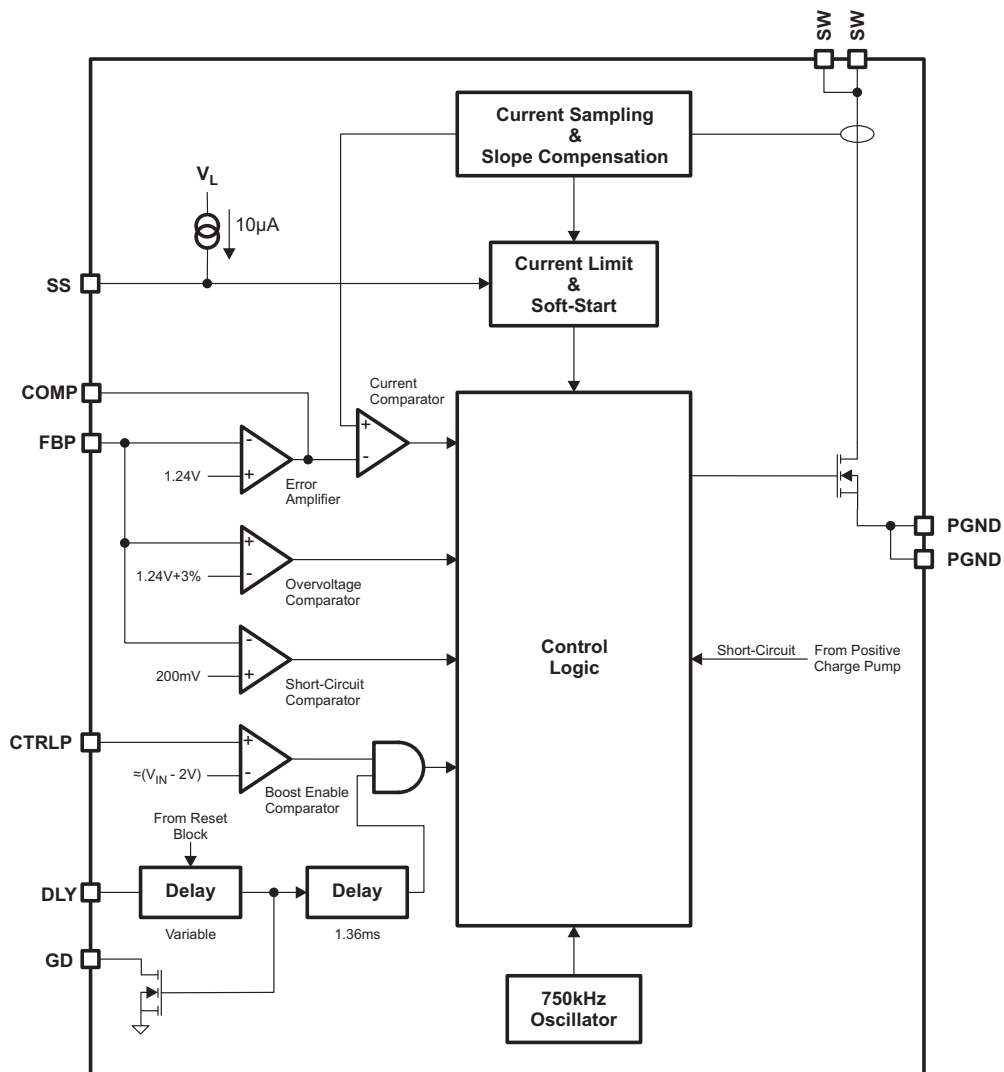 SW
SW
Current Sampling
&
Slope Compensation
VL
10µA
Current Limit
&
Soft-Start
SS
COMP
Current
Comparator
FBP
+
-
-
+
1.24V
Error
Amplifier
PGND
PGND
+
-
1.24V+3%
Overvoltage
Comparator
Control
Logic
-
+
200mV
Short-Circuit
Comparator
Short-Circuit
From Positive
Charge Pump
CTRLP
+
-
≈(VIN - 2V)
Boost Enable
Comparator
From Reset
Block
DLY
Delay
Delay
Variable
1.36ms
GD
750kHz
Oscillator